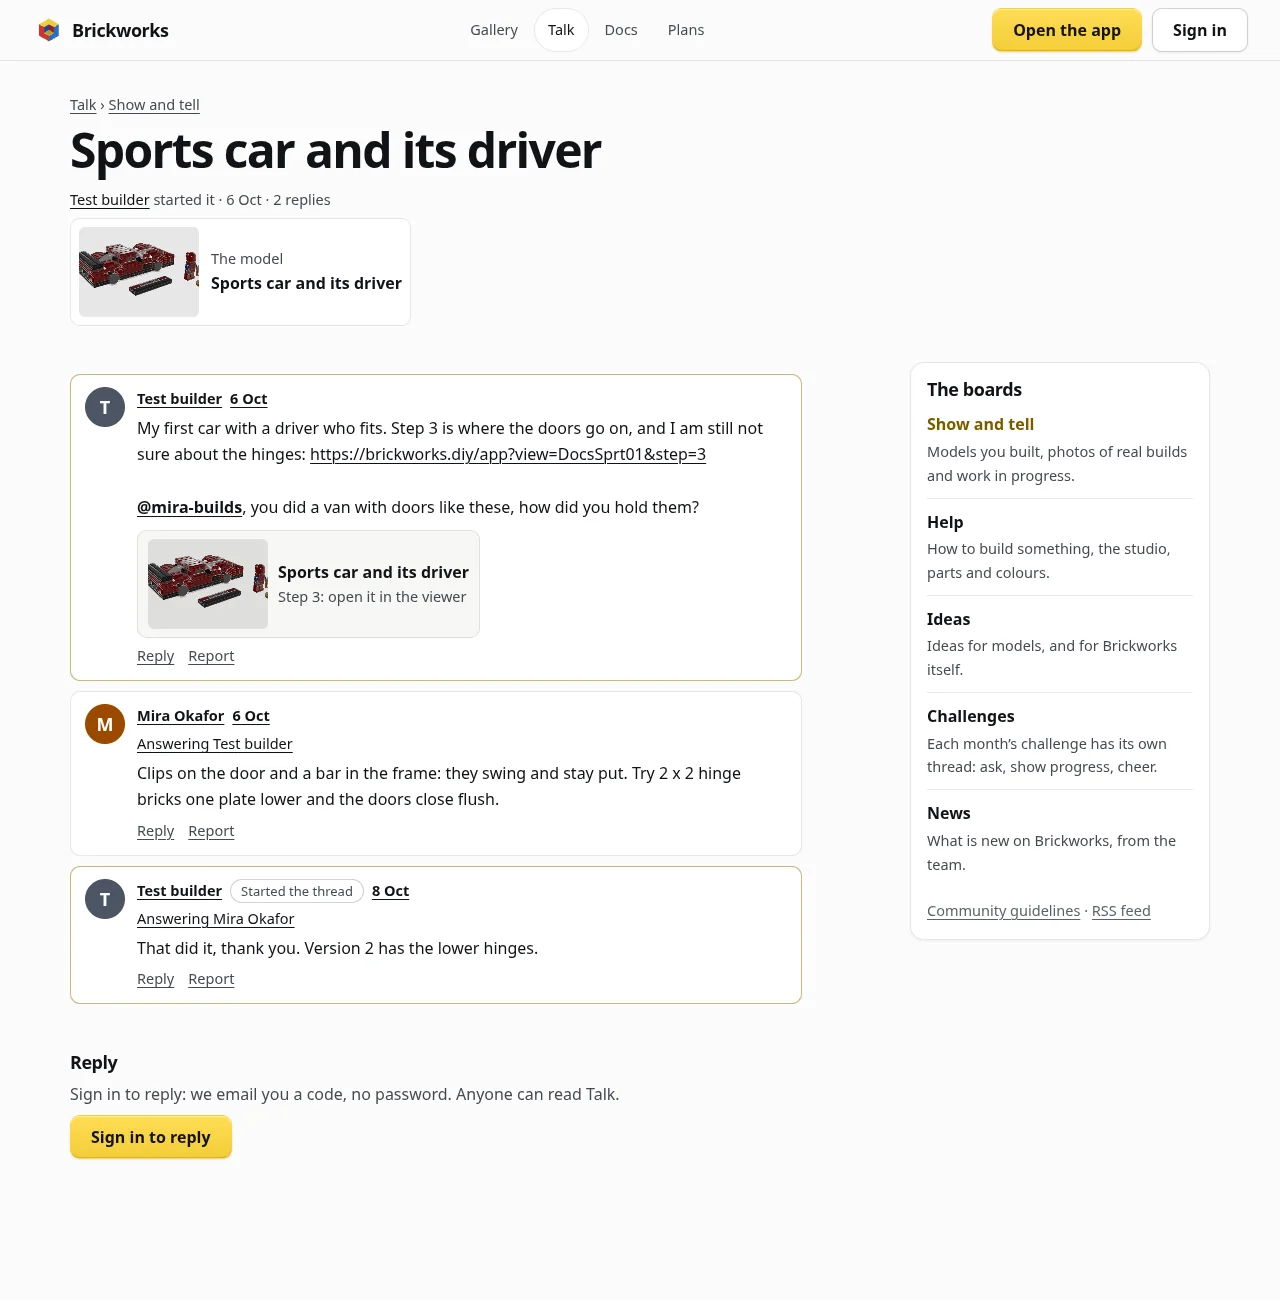 Brickworks
Gallery
Talk
Docs
Plans
Open the app
Sign in
Talk › Show and tell
Sports car and its driver
Test builder started it · 6 Oct · 2 replies
The model
Sports car and its driver
T
Test builder 6 Oct
My first car with a driver who fits. Step 3 is where the doors go on, and I am still not
sure about the hinges: https://brickworks.diy/app?view=DocsSprt01&step=3
@mira-builds, you did a van with doors like these, how did you hold them?
Sports car and its driver
Step 3: open it in the viewer
Reply Report
M
Mira Okafor 6 Oct
Answering Test builder
Clips on the door and a bar in the frame: they swing and stay put. Try 2 x 2 hinge
bricks one plate lower and the doors close flush.
Reply Report
T
Test builder Started the thread 8 Oct
Answering Mira Okafor
That did it, thank you. Version 2 has the lower hinges.
Reply Report
Reply
Sign in to reply: we email you a code, no password. Anyone can read Talk.
Sign in to reply
The boards
Show and tell
Models you built, photos of real builds
and work in progress.
Help
How to build something, the studio,
parts and colours.
Ideas
Ideas for models, and for Brickworks
itself.
Challenges
Each month’s challenge has its own
thread: ask, show progress, cheer.
News
What is new on Brickworks, from the
team.
Community guidelines · RSS feed